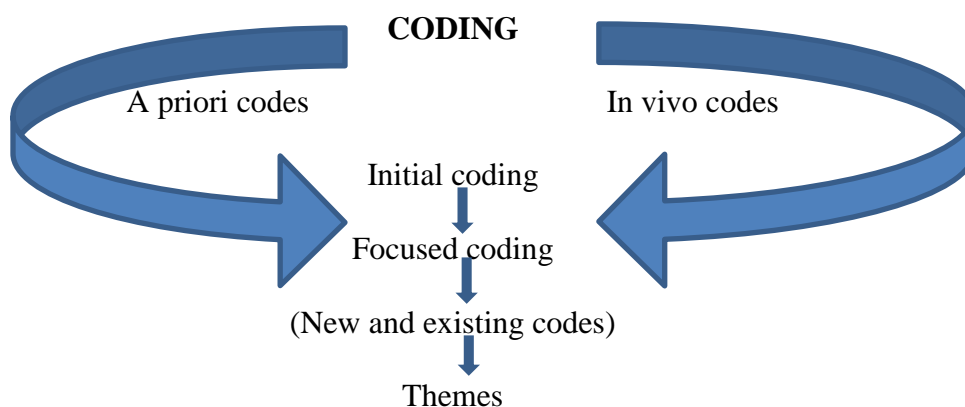 CODING
A priori codes
In vivo codes
Initial coding
Focused coding
(New and existing codes)
Themes